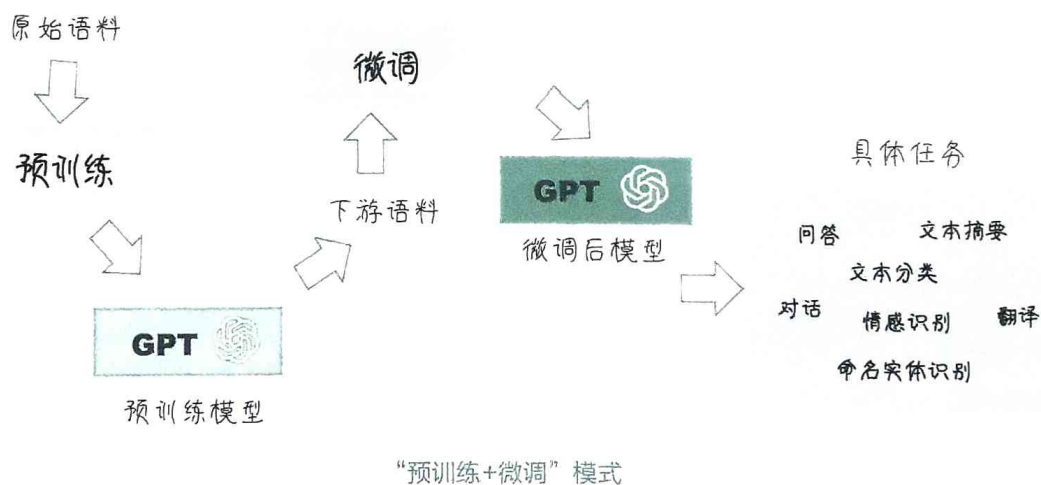 原始语料
预训练
GPT
预训练模型
微调
下游语料
GPT
微调后模型
具体任务
问答
文本摘要
文本分类
对话
情感识别
翻译
命名实体识别
“预训练+微调”模式